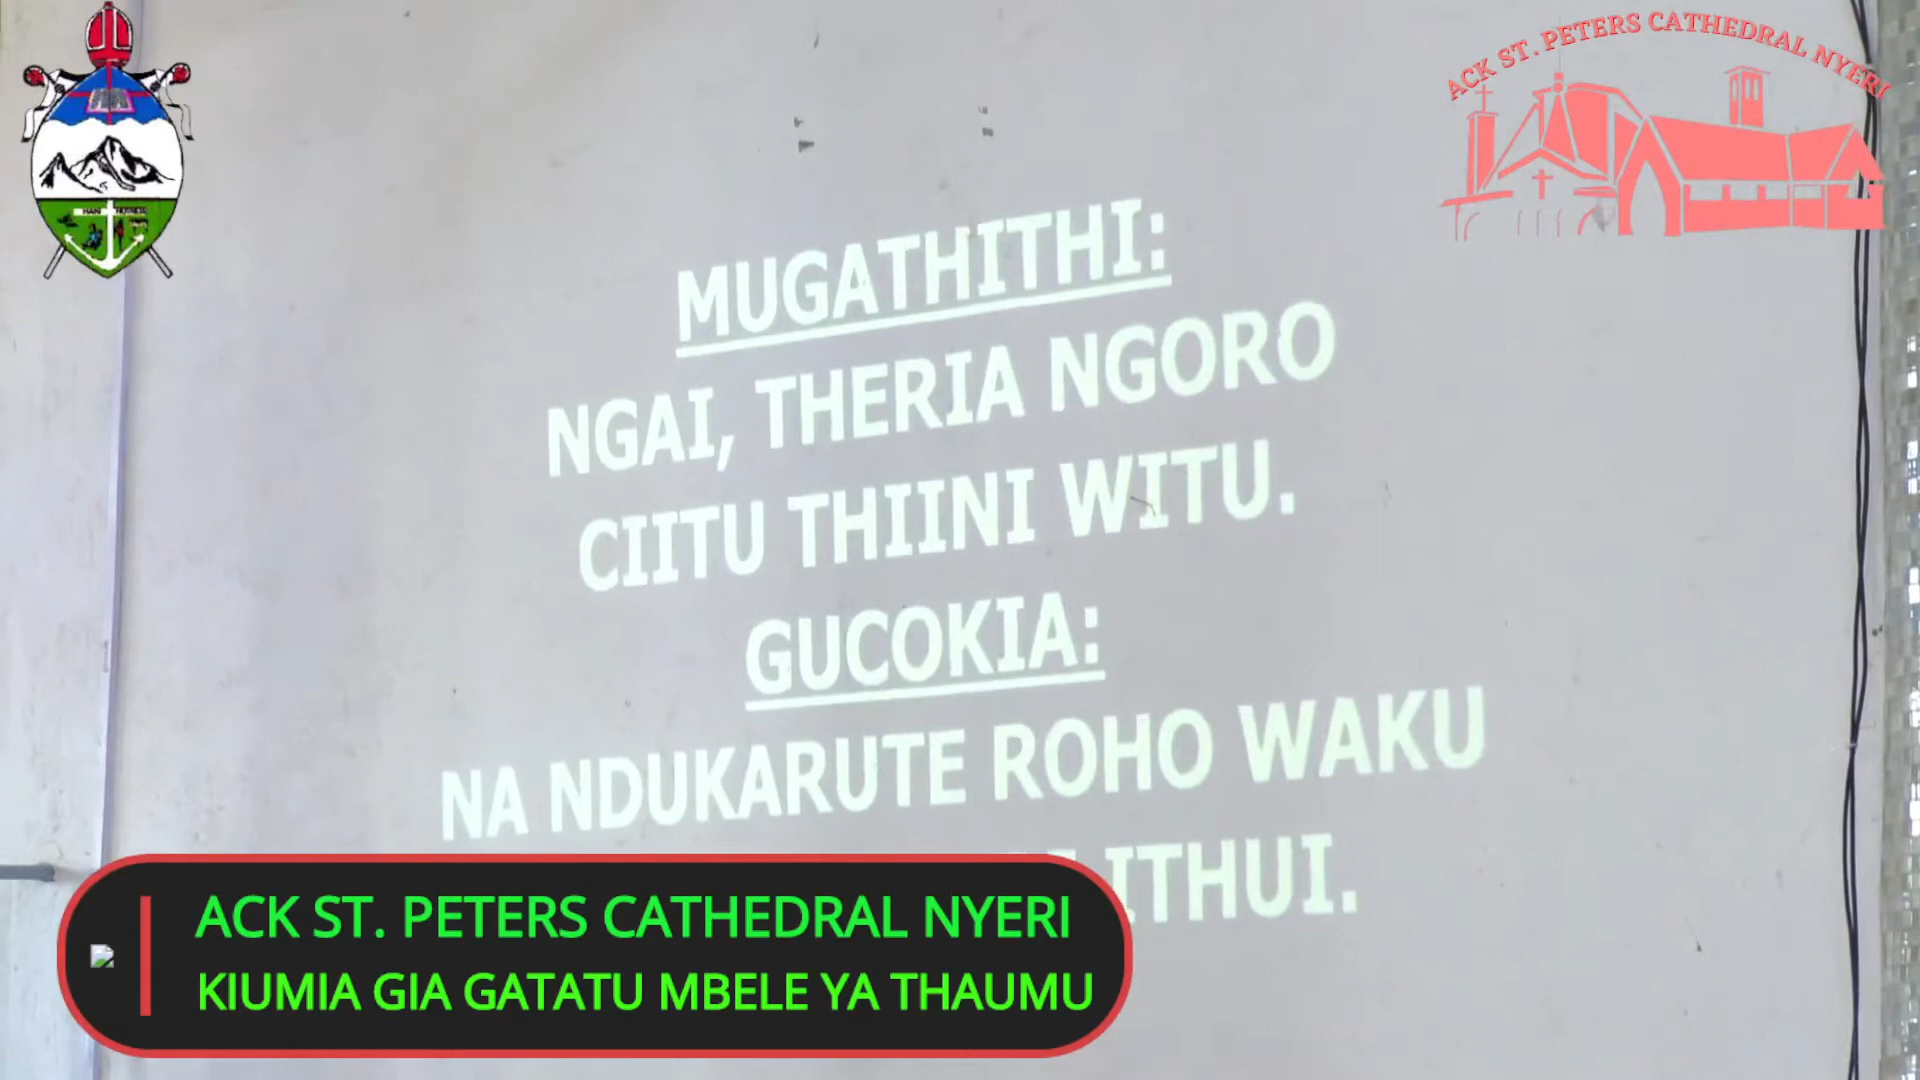 ACK ST. PETERS CATHEDRAL NYERI
MUGATHITHI:
NGAI, THERIA NGORO
CIITU THIINI WITU.
GUCOKIA:
NA NDUKARUTE ROHO WAKU
ITHUI.
ACK ST. PETERS CATHEDRAL NYERI
KIUMIA GIA GATATU MBELE YA THAUMU